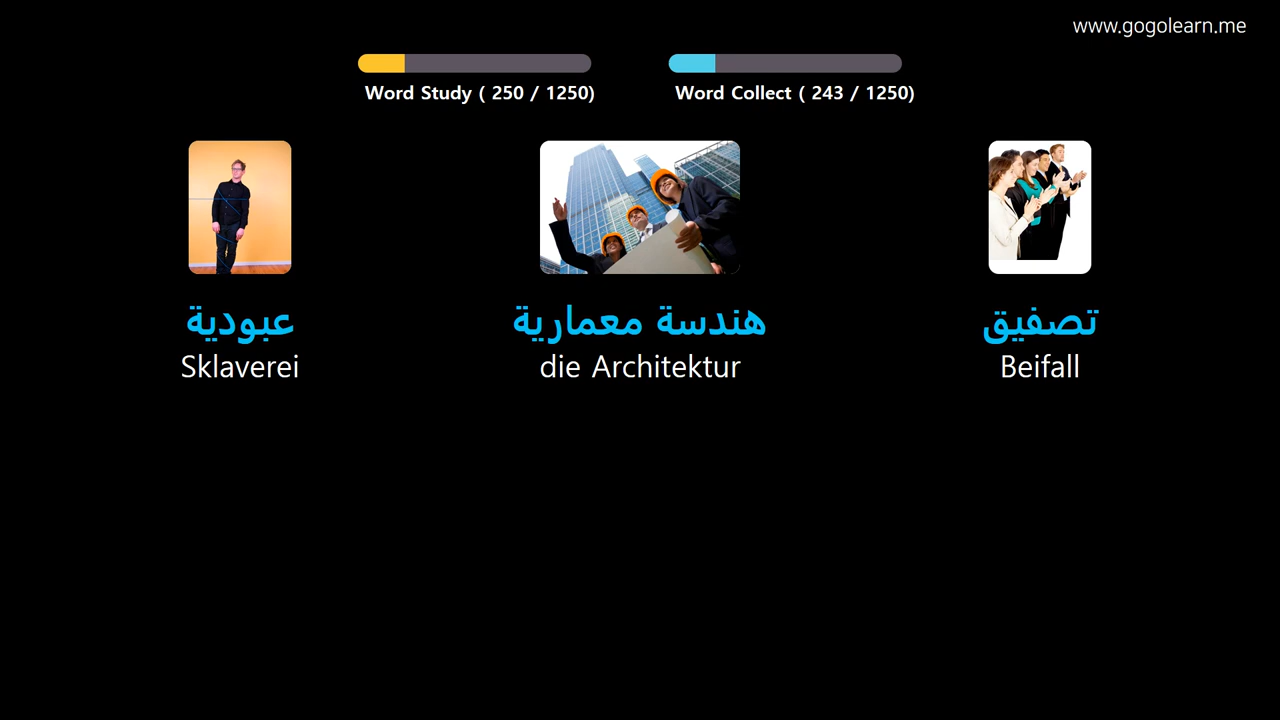 www.gogolearn.me
Word Study ( 250 / 1250)
Word Collect ( 243 / 1250)
عبودية
Sklaverei
هندسة معمارية
die Architektur
تصفيق
Beifall